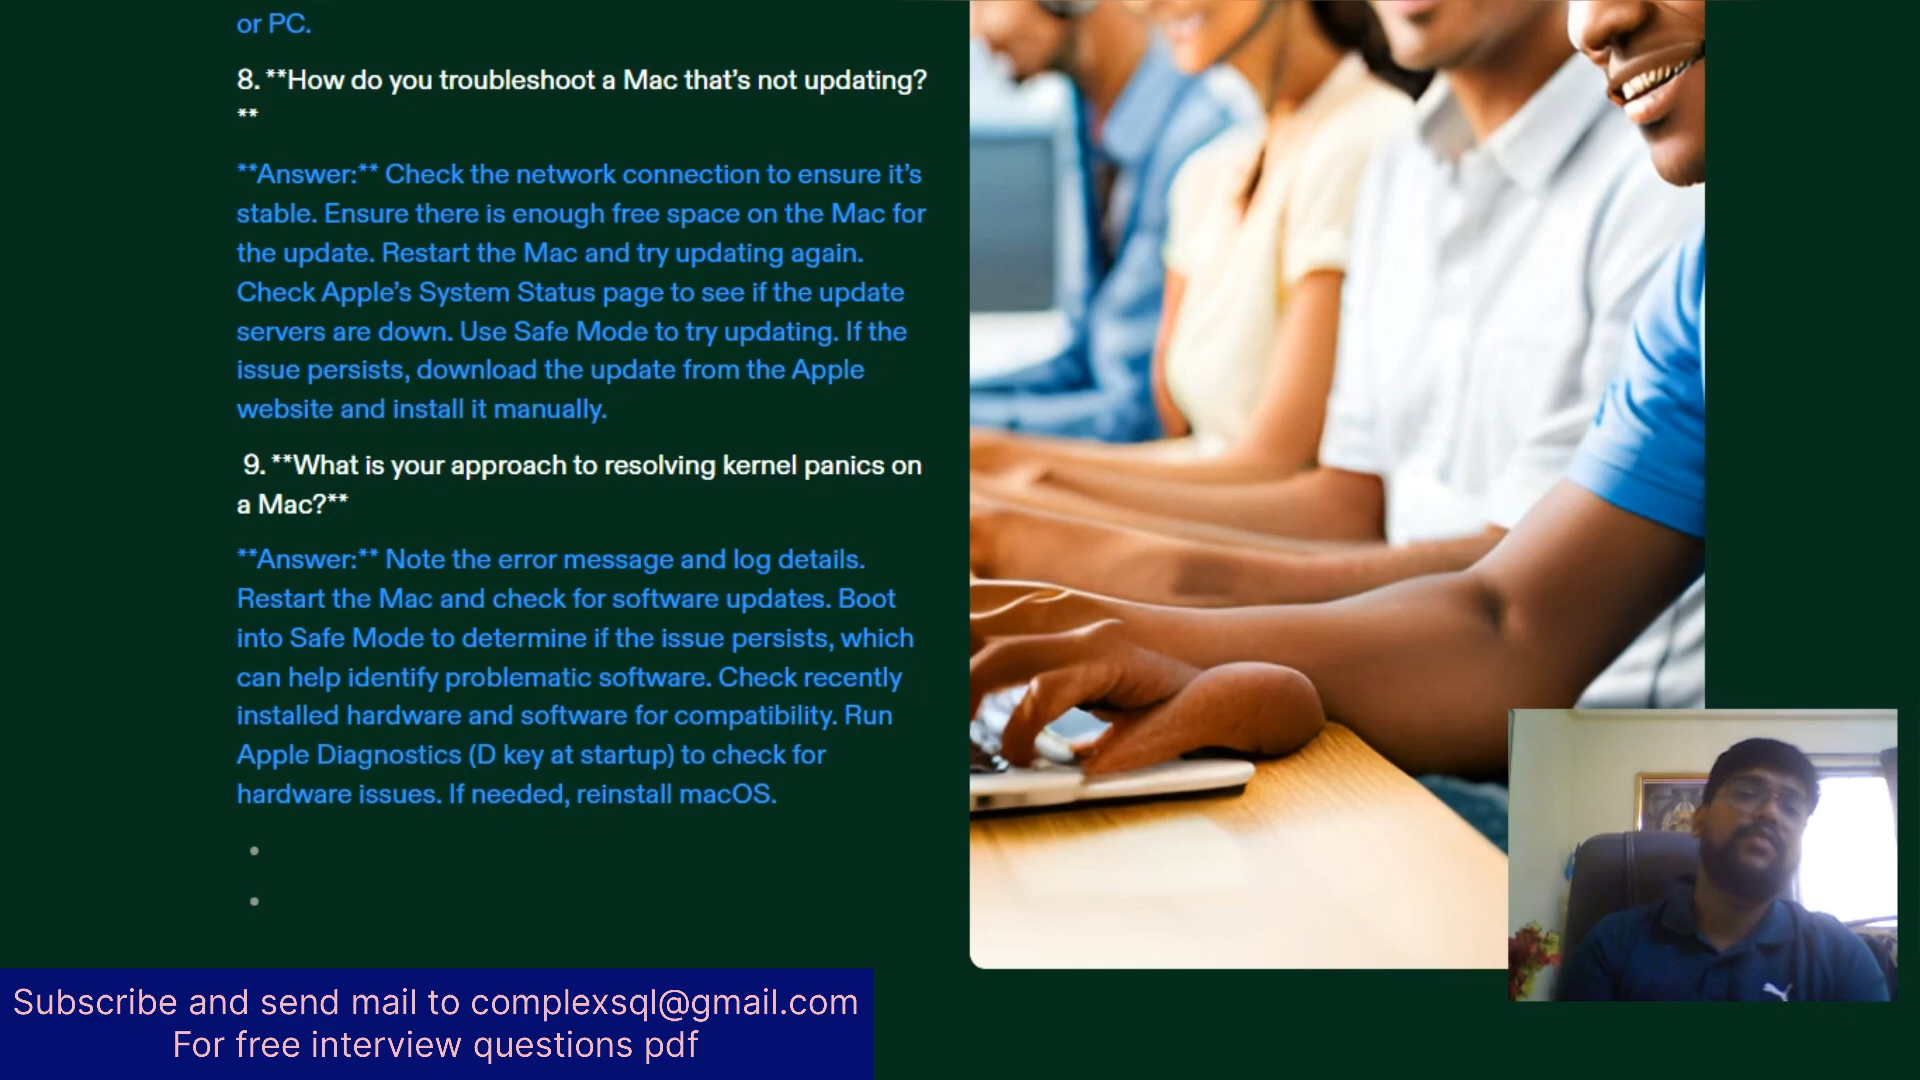 or PC.
8. **How do you troubleshoot a Mac that's not updating?
**
**Answer:** Check the network connection to ensure it's
stable. Ensure there is enough free space on the Mac for
the update. Restart the Mac and try updating again.
Check Apple's System Status page to see if the update
servers are down. Use Safe Mode to try updating. If the
issue persists, download the update from the Apple
website and install it manually.
9. **What is your approach to resolving kernel panics on
a Mac?**
**Answer:** Note the error message and log details.
Restart the Mac and check for software updates. Boot
into Safe Mode to determine if the issue persists, which
can help identify problematic software. Check recently
installed hardware and software for compatibility. Run
Apple Diagnostics (D key at startup) to check for
hardware issues. If needed, reinstall macOS.
Subscribe and send mail to complexsql@gmail.com
For free interview questions pdf